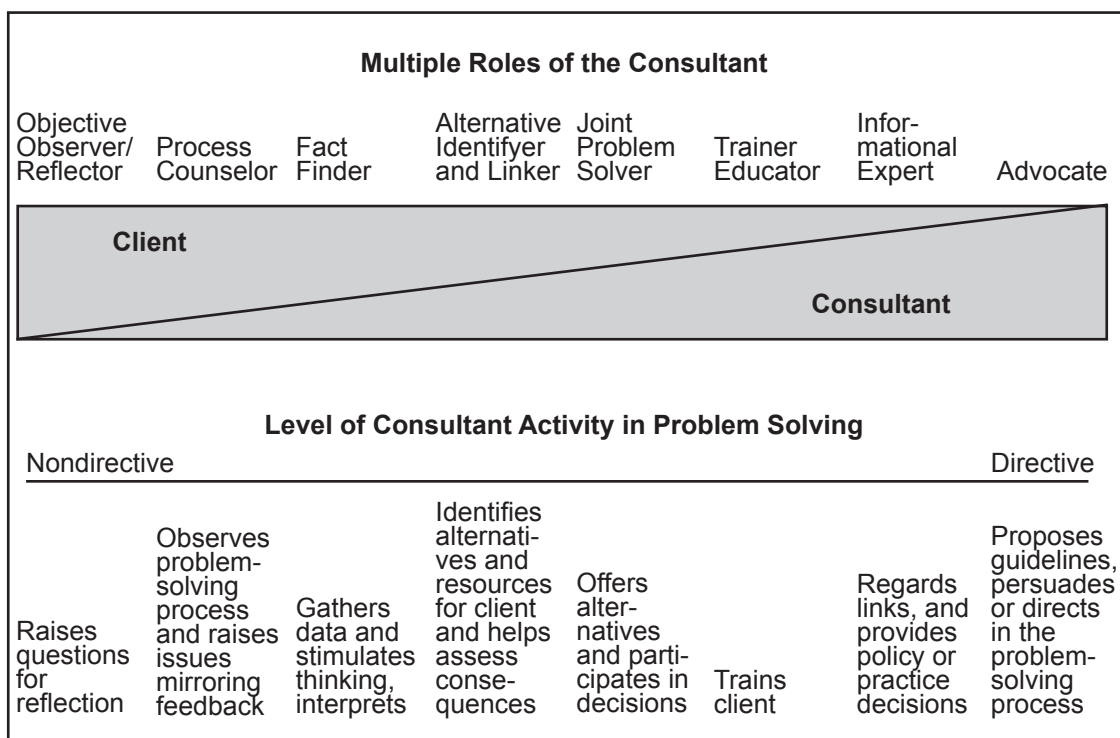 Multiple Roles of the Consultant
Objective
Observer/
Reflector
Process
Counselor
Fact
Finder
Alternative
Identifyer
and Linker
Joint
Problem
Solver
Trainer
Educator
Infor-
mational
Expert
Advocate
Client
Consultant
Level of Consultant Activity in Problem Solving
Nondirective
Directive
Raises
questions
for
reflection
Observes
problem-
solving
process
and raises
issues
mirroring
feedback
Gathers
data and
stimulates
thinking,
interprets
Identifies
alternati-
ves and
resources
for client
and helps
assess
conse-
quences
Offers
alter-
natives
and parti-
cipates in
decisions
Trains
client
Regards
links, and
provides
policy or
practice
decisions
Proposes
guidelines,
persuades
or directs
in the
problem-
solving
process